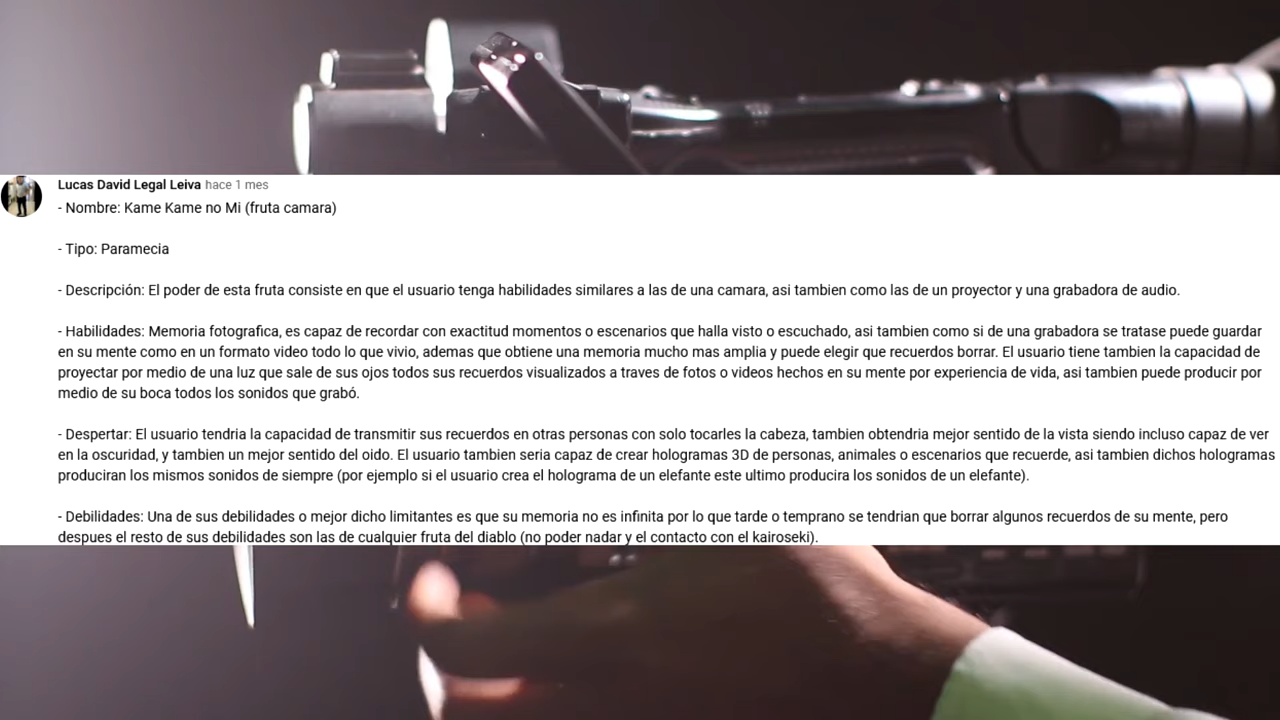 Lucas David Legal Leiva hace 1 mes
- Nombre: Kame Kame no Mi (fruta camara)
- Tipo: Paramecia
- Descripción: El poder de esta fruta consiste en que el usuario tenga habilidades similares a las de una camara, asi tambien como las de un proyector y una grabadora de audio.
- Habilidades: Memoria fotografica, es capaz de recordar con exactitud momentos o escenarios que halla visto o escuchado, asi tambien como si de una grabadora se tratase puede guardar
en su mente como en un formato video todo lo que vivio, ademas que obtiene una memoria mucho mas amplia y puede elegir que recuerdos borrar. El usuario tiene tambien la capacidad de
proyectar por medio de una luz que sale de sus ojos todos sus recuerdos visualizados a traves de fotos o videos hechos en su mente por experiencia de vida, asi tambien puede producir por
medio de su boca todos los sonidos que grabó.
- Despertar: El usuario tendria la capacidad de transmitir sus recuerdos en otras personas con solo tocarles la cabeza, tambien obtendria mejor sentido de la vista siendo incluso capaz de ver
en la oscuridad, y tambien un mejor sentido del oido. El usuario tambien seria capaz de crear hologramas 3D de personas, animales o escenarios que recuerde, asi tambien dichos hologramas
produciran los mismos sonidos de siempre (por ejemplo si el usuario crea el holograma de un elefante este ultimo producira los sonidos de un elefante).
- Debilidades: Una de sus debilidades o mejor dicho limitantes es que su memoria no es infinita por lo que tarde o temprano se tendrian que borrar algunos recuerdos de su mente, pero
despues el resto de sus debilidades son las de cualquier fruta del diablo (no poder nadar y el contacto con el kairoseki).